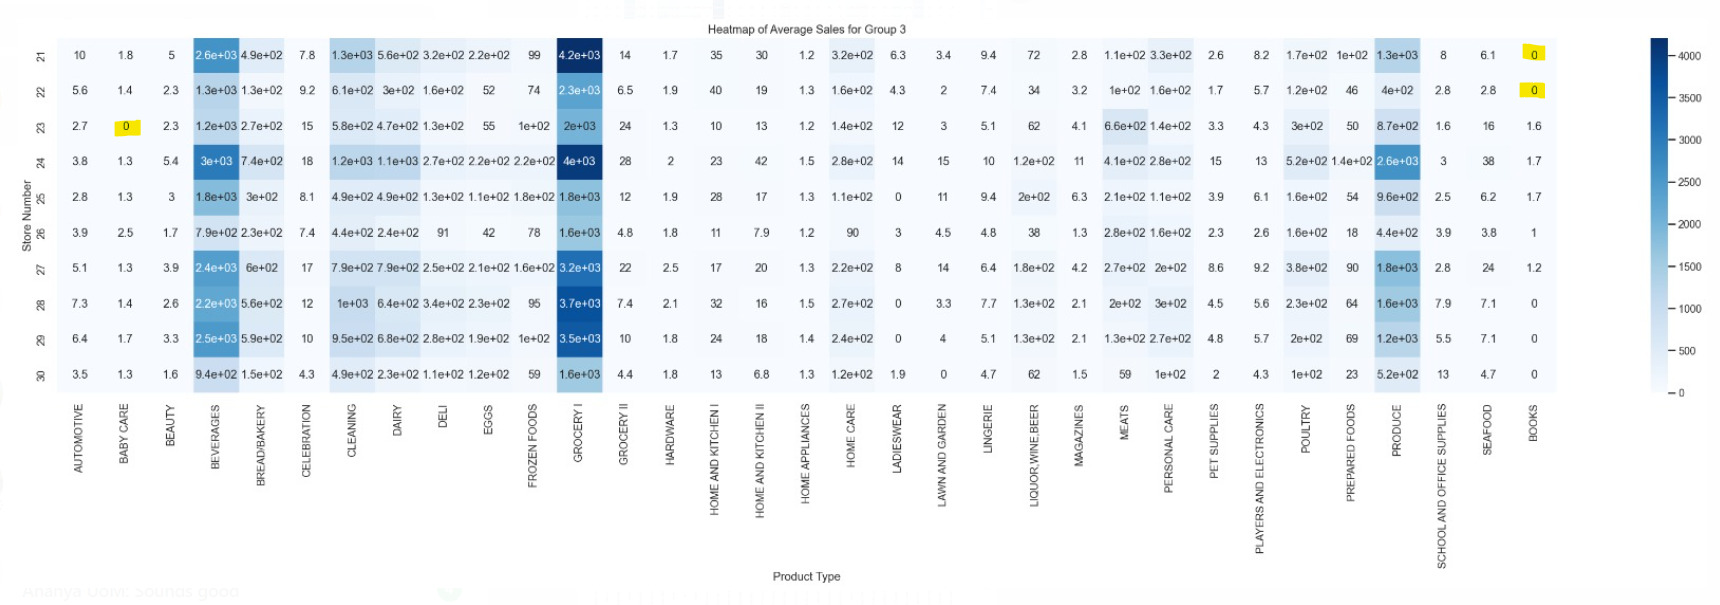 Heatmap of Average Sales for Group 3
21 10 1.8 5 2.6e+03 4.9e+02 7.8 1.3e+03 5.6e+02 3.2e+02 2.2e+02 99 4.2e+03 14 1.7 35 30 1.2 3.2e+02 6.3 3.4 9.4 72 2.8 1.1e+02 3.3e+02 2.6 8.2 1.7e+02 1e+02 1.3e+03 8 6.1 0
22 5.6 1.4 2.3 1.3e+03 1.3e+02 9.2 6.1e+02 3e+02 1.6e+02 52 74 2.3e+03 6.5 1.9 40 19 1.3 1.6e+02 4.3 2 7.4 34 3.2 1e+02 1.6e+02 1.7 5.7 1.2e+02 46 4e+02 2.8 2.8 0
23 2.7 0 2.3 1.2e+03 2.7e+02 15 5.8e+02 4.7e+02 1.3e+02 55 1e+02 2e+03 24 1.3 10 13 1.2 1.4e+02 12 3 5.1 62 4.1 6.6e+02 1.4e+02 3.3 4.3 3e+02 50 8.7e+02 1.6 16 1.6
24 3.8 1.3 5.4 3e+03 7.4e+02 18 1.2e+03 1.1e+03 2.7e+02 2.2e+02 2.2e+02 4e+03 28 2 23 42 1.5 2.8e+02 14 15 10 1.2e+02 11 4.1e+02 2.8e+02 15 13 5.2e+02 1.4e+02 2.6e+03 3 38 1.7
25 2.8 1.3 3 1.8e+03 3e+02 8.1 4.9e+02 4.9e+02 1.3e+02 1.1e+02 1.8e+02 1.8e+03 12 1.9 28 17 1.3 1.1e+02 0 11 9.4 2e+02 6.3 2.1e+02 1.1e+02 3.9 6.1 1.6e+02 54 9.6e+02 2.5 6.2 1.7
26 3.9 2.5 1.7 7.9e+02 2.3e+02 7.4 4.4e+02 2.4e+02 91 42 78 1.6e+03 4.8 1.8 11 7.9 1.2 90 3 4.5 4.8 38 1.3 2.8e+02 1.6e+02 2.3 2.6 1.6e+02 18 4.4e+02 3.9 3.8 1
27 5.1 1.3 3.9 2.4e+03 6e+02 17 7.9e+02 7.9e+02 2.5e+02 2.1e+02 1.6e+02 3.2e+03 22 2.5 17 20 1.3 2.2e+02 8 14 6.4 1.8e+02 4.2 2.7e+02 2e+02 8.6 9.2 3.8e+02 90 1.8e+03 2.8 24 1.2
28 7.3 1.4 2.6 2.2e+03 5.6e+02 12 1e+03 6.4e+02 3.4e+02 2.3e+02 95 3.7e+03 7.4 2.1 32 16 1.5 2.7e+02 0 3.3 7.7 1.3e+02 2.1 2e+02 3e+02 4.5 5.6 2.3e+02 64 1.6e+03 7.9 7.1 0
29 6.4 1.7 3.3 2.5e+03 5.9e+02 10 9.5e+02 6.8e+02 2.8e+02 1.9e+02 1e+02 3.5e+03 10 1.8 24 18 1.4 2.4e+02 0 4 5.1 1.3e+02 2.1 1.3e+02 2.7e+02 4.8 5.7 2e+02 69 1.2e+03 5.5 7.1 0
30 3.5 1.3 1.6 9.4e+02 1.5e+02 4.3 4.9e+02 2.3e+02 1.1e+02 1.2e+02 59 1.6e+03 4.4 1.8 13 6.8 1.3 1.2e+02 1.9 0 4.7 62 1.5 59 1e+02 2 4.3 1e+02 23 5.2e+02 13 4.7 0
Store Number
AUTOMOTIVE
BABY CARE
BEAUTY
BEVERAGES
BREAD/BAKERY
CELEBRATION
CLEANING
DAIRY
DELI
EGGS
FROZEN FOODS
GROCERY I
GROCERY II
HARDWARE
HOME AND KITCHEN I
HOME AND KITCHEN II
HOME APPLIANCES
HOME CARE
LADIESWEAR
LAWN AND GARDEN
LINGERIE
LIQUOR,WINE,BEER
MAGAZINES
MEATS
PERSONAL CARE
PET SUPPLIES
PLAYERS AND ELECTRONICS
POULTRY
PREPARED FOODS
PRODUCE
SCHOOL AND OFFICE SUPPLIES
SEAFOOD
BOOKS
Product Type
4000
3500
3000
2500
2000
1500
1000
500
0
Ananya UoM: Sounds good